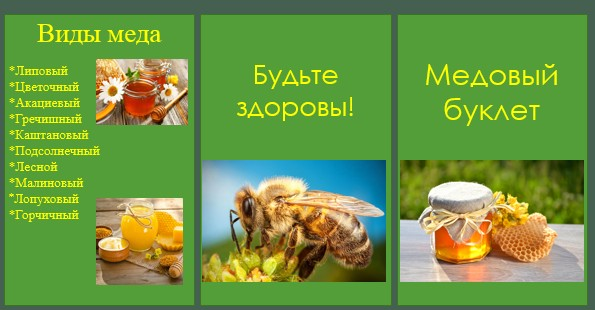 Виды меда
*Липовый
*Цветочный
*Акациевый
*Гречишный
*Каштановый
*Подсолнечный
*Лесной
*Малиновый
*Лопуховый
*Горчичный
Будьте
здоровы!
Медовый
буклет